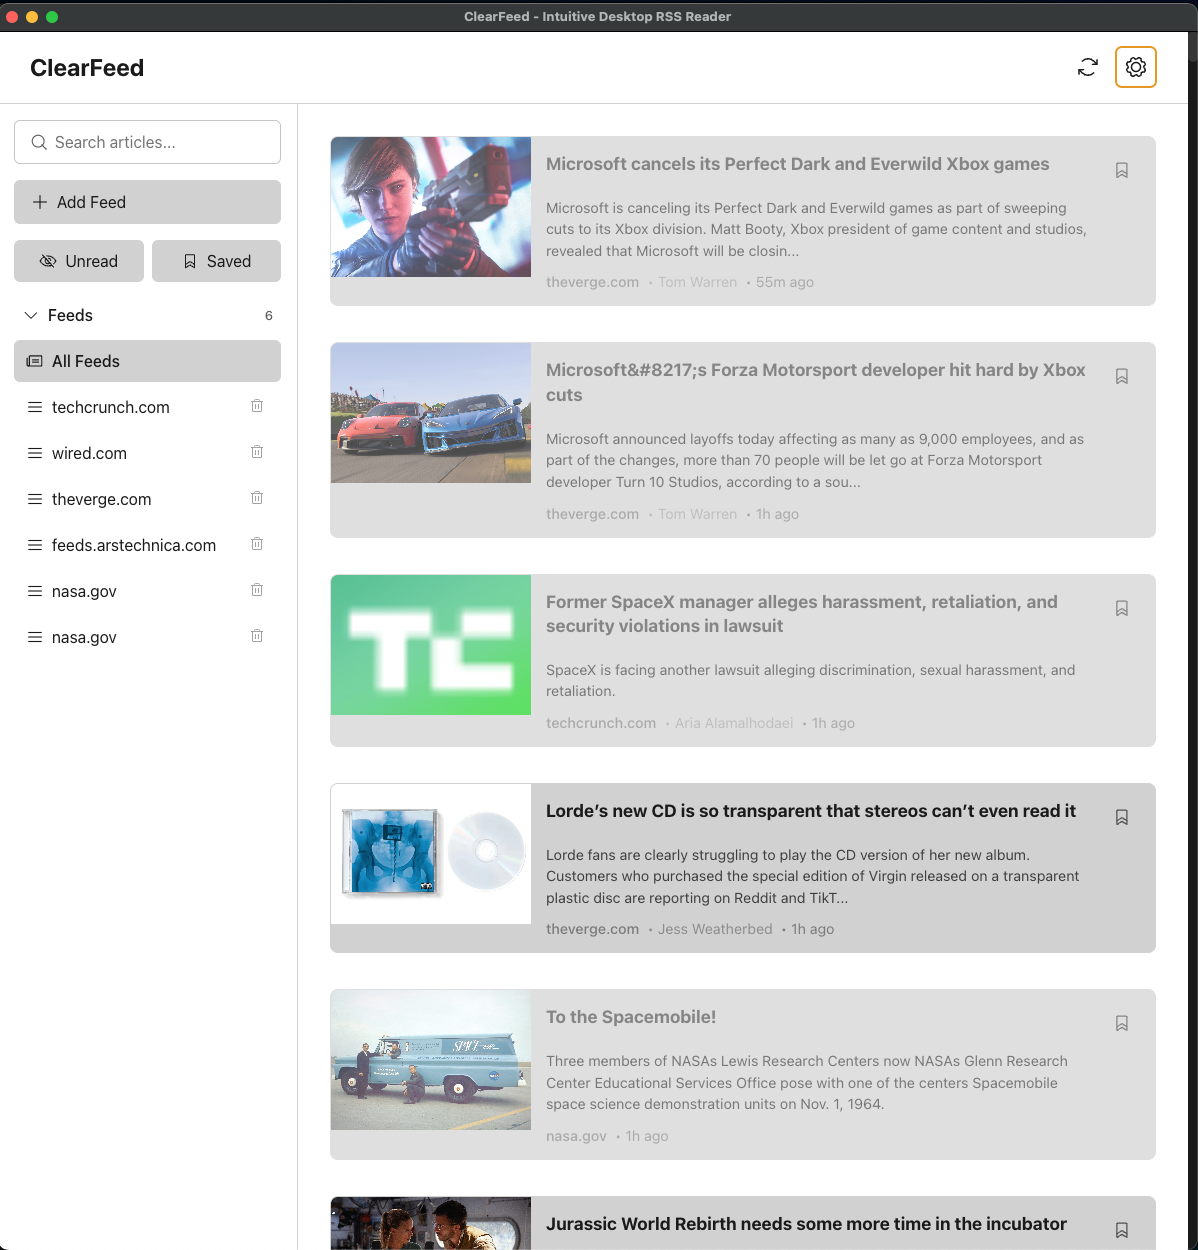 ClearFeed - Intuitive Desktop RSS Reader
ClearFeed
Search articles...
Add Feed
Unread
Saved
Feeds
6
All Feeds
techcrunch.com
wired.com
theverge.com
feeds.arstechnica.com
nasa.gov
nasa.gov
Microsoft cancels its Perfect Dark and Everwild Xbox games
Microsoft is canceling its Perfect Dark and Everwild games as part of sweeping
cuts to its Xbox division. Matt Booty, Xbox president of game content and studios,
revealed that Microsoft will be closin...
theverge.com • Tom Warren • 55m ago
Microsoft&#8217;s Forza Motorsport developer hit hard by Xbox
cuts
Microsoft announced layoffs today affecting as many as 9,000 employees, and as
part of the changes, more than 70 people will be let go at Forza Motorsport
developer Turn 10 Studios, according to a sou...
theverge.com • Tom Warren • 1h ago
TC
Former SpaceX manager alleges harassment, retaliation, and
security violations in lawsuit
SpaceX is facing another lawsuit alleging discrimination, sexual harassment, and
retaliation.
techcrunch.com • Aria Alamalhodaei • 1h ago
Lorde’s new CD is so transparent that stereos can’t even read it
Lorde fans are clearly struggling to play the CD version of her new album.
Customers who purchased the special edition of Virgin released on a transparent
plastic disc are reporting on Reddit and TikT...
theverge.com • Jess Weatherbed • 1h ago
SPACE
To the Spacemobile!
Three members of NASAs Lewis Research Centers now NASAs Glenn Research
Center Educational Services Office pose with one of the centers Spacemobile
space science demonstration units on Nov. 1, 1964.
nasa.gov • 1h ago
Jurassic World Rebirth needs some more time in the incubator